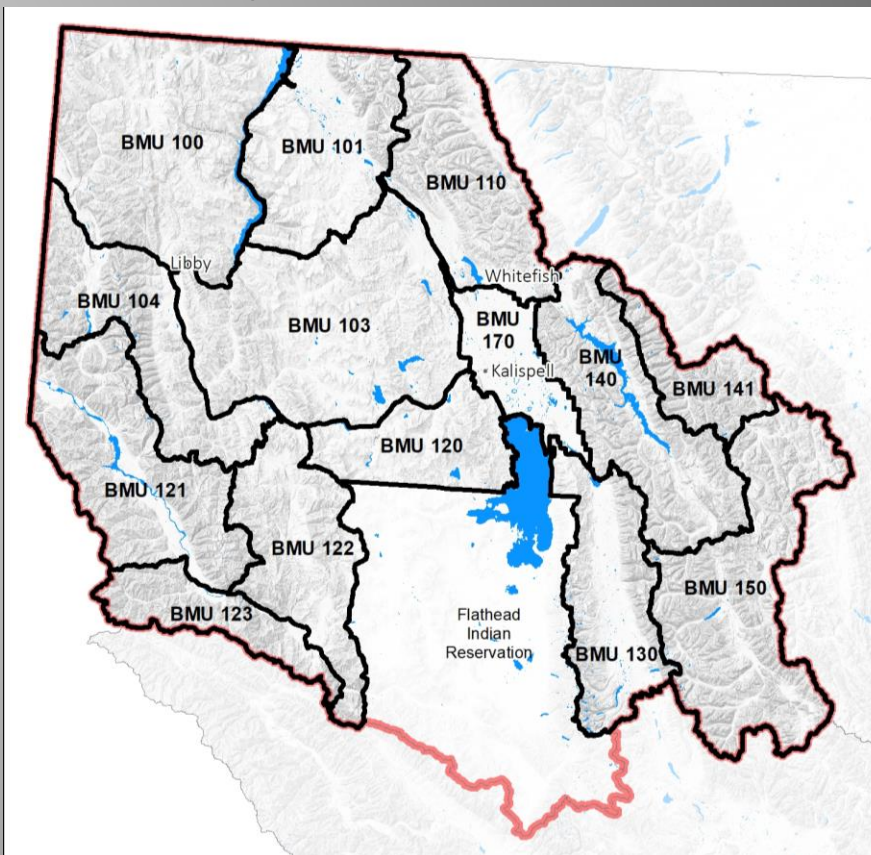 BMU 100
BMU 101
BMU 110
Libby
Whitefish
BMU 104
BMU 103
BMU
170
Kalispell
BMU
140
BMU 141
BMU 120
BMU 121
BMU 122
BMU 123
BMU 150
Flathead
Indian
Reservation
BMU 130